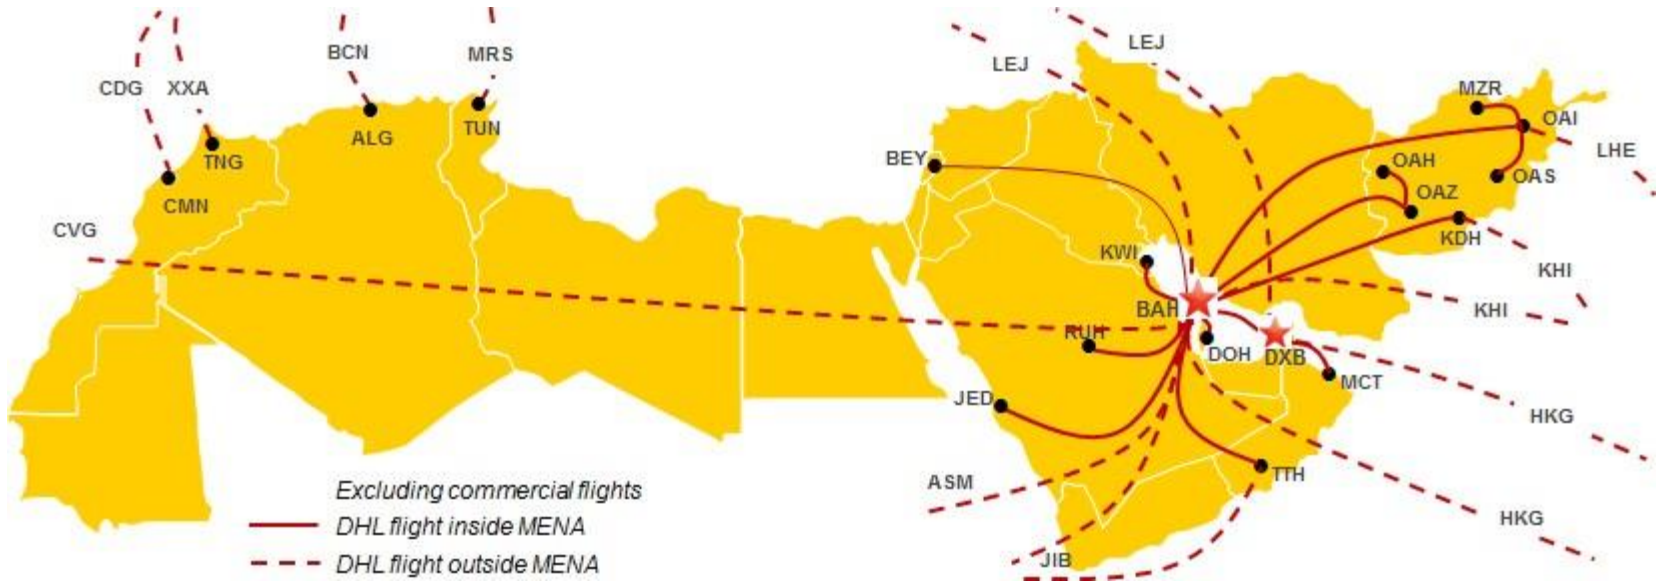 LEJ
BCN
MRS
LEJ
CDG
XXA
MZR
OAI
ALG
TUN
LHE
TNG
BEY
OAH
OAS
CMN
OAZ
CVG
KDH
KWI
KHI
BAH
KHI
RUH
DOH
DXB
MCT
JED
HKG
ASM
TTH
HKG
JIB
Excluding commercial flights
DHL flight inside MENA
DHL flight outside MENA